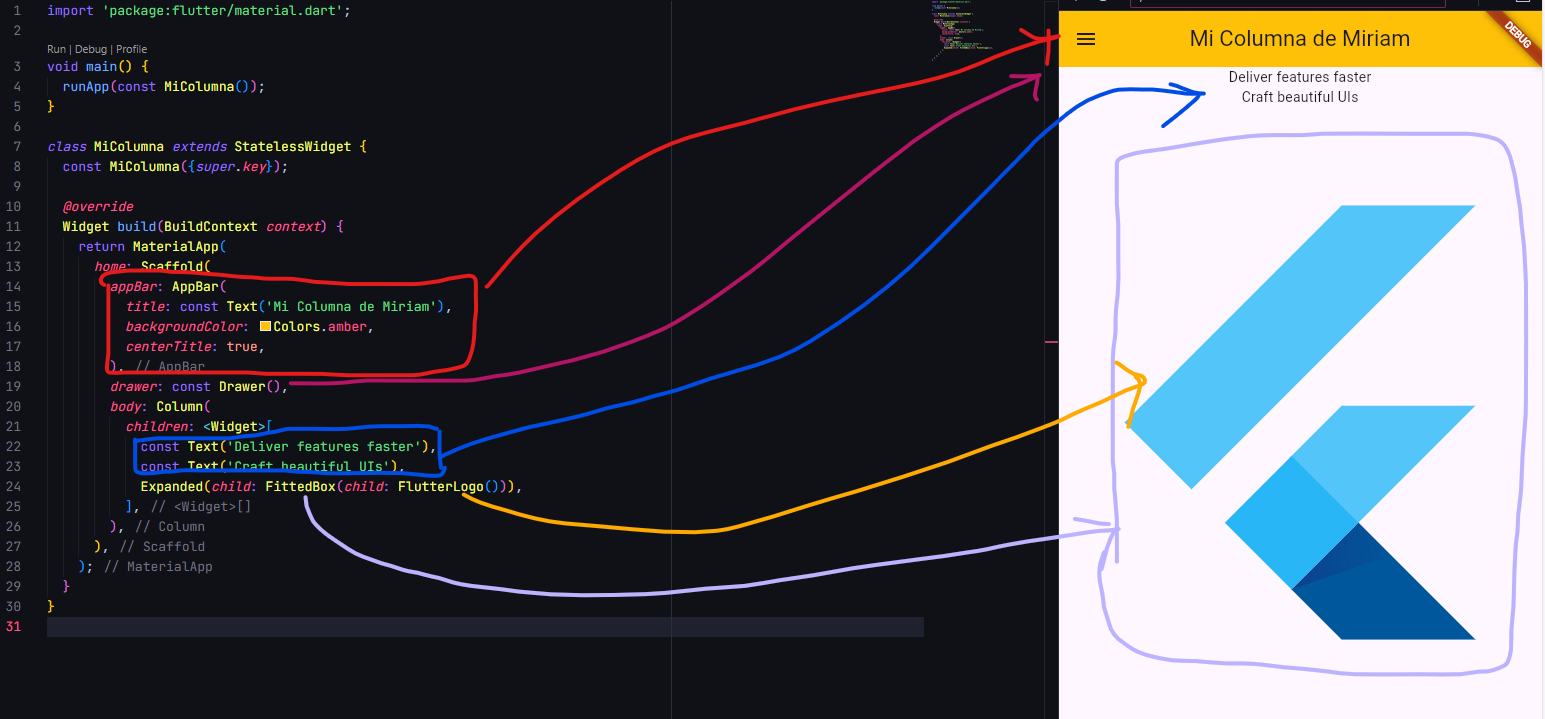 1 import 'package:flutter/material.dart';
2
Run | Debug | Profile
3 void main() {
4 runApp(const MiColumna());
5 }
6
7 class MiColumna extends StatelessWidget {
8 const MiColumna({super.key});
9
10 @override
11 Widget build(BuildContext context) {
12 return MaterialApp(
13 home: Scaffold(
14 appBar: AppBar(
15 title: const Text('Mi Columna de Miriam'),
16 backgroundColor: Colors.amber,
17 centerTitle: true,
18 ), // AppBar
19 drawer: const Drawer(),
20 body: Column(
21 children: <Widget>[
22 const Text('Deliver features faster'),
23 const Text('Craft beautiful UIs'),
24 Expanded(child: FittedBox(child: FlutterLogo())),
25 ], // <Widget>[]
26 ), // Column
27 ), // Scaffold
28 ); // MaterialApp
29 }
30 }
31
Mi Columna de Miriam
DEBUG
Deliver features faster
Craft beautiful UIs